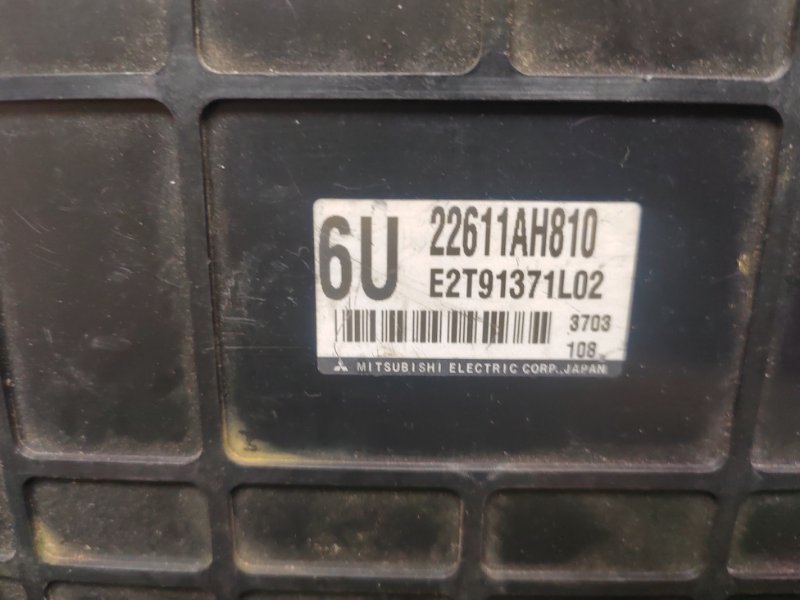 6U 22611AH810
E2T91371L02
3703
108
MITSUBISHI ELECTRIC CORP. JAPAN